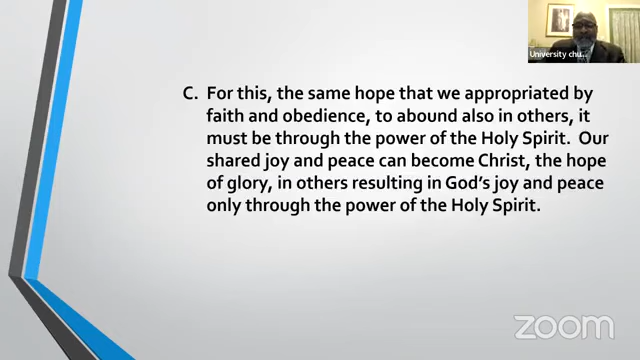 University chu...
C. For this, the same hope that we appropriated by
faith and obedience, to abound also in others, it
must be through the power of the Holy Spirit. Our
shared joy and peace can become Christ, the hope
of glory, in others resulting in God's joy and peace
only through the power of the Holy Spirit.
zoom